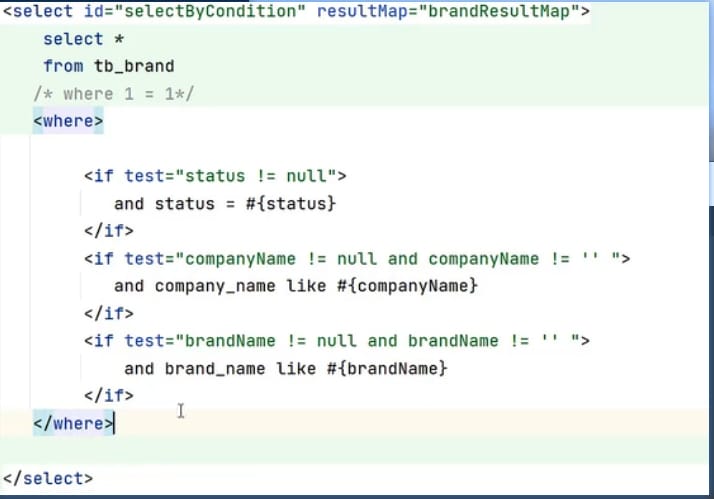 <select id="selectByCondition" resultMap="brandResultMap">
select *
from tb_brand
/* where 1 = 1*/
<where>
<if test="status != null">
and status = #{status}
</if>
<if test="companyName != null and companyName != '' ">
and company_name like #{companyName}
</if>
<if test="brandName != null and brandName != '' ">
and brand_name like #{brandName}
</if>
</where>
</select>